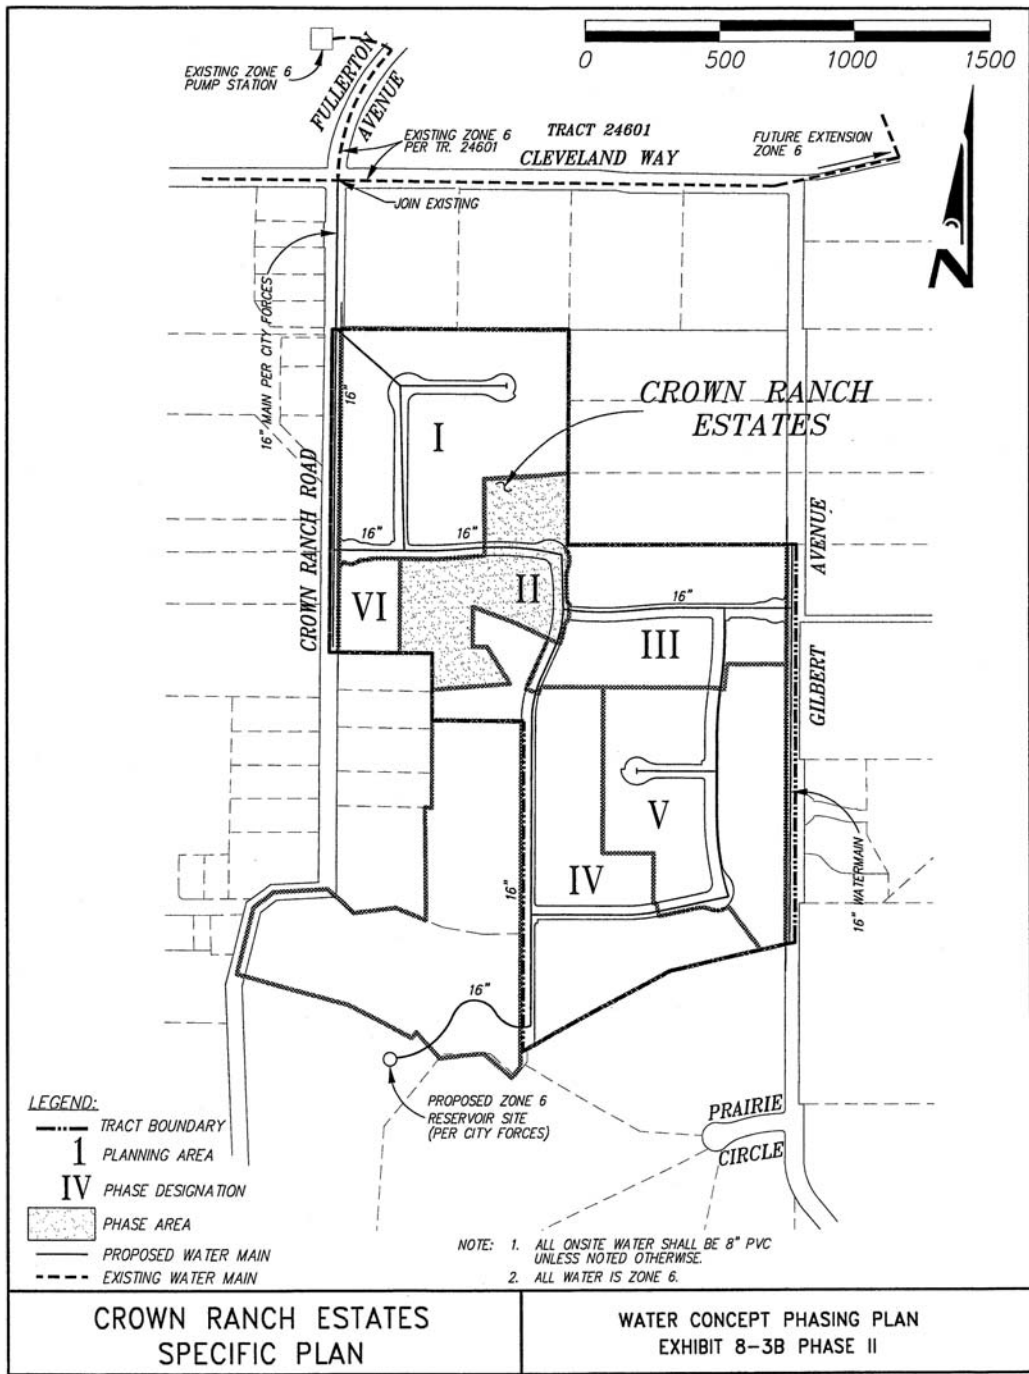 0 500 1000 1500
EXISTING ZONE 6
PUMP STATION
FULLERTON
AVENUE
EXISTING ZONE 6
PER TR. 24601
TRACT 24601
CLEVELAND WAY
FUTURE EXTENSION
ZONE 6
JOIN EXISTING
N
16" MAIN PER CITY FORCES
16"
CROWN RANCH
ESTATES
I
CROWN RANCH ROAD
16"
16"
AVENUE
VI
II
16"
III
GILBERT
V
IV
16"
16" WATERMAIN
16"
PROPOSED ZONE 6
RESERVOIR SITE
(PER CITY FORCES)
PRAIRIE
CIRCLE
LEGEND:
TRACT BOUNDARY
1 PLANNING AREA
IV PHASE DESIGNATION
PHASE AREA
PROPOSED WATER MAIN
EXISTING WATER MAIN
NOTE: 1. ALL ONSITE WATER SHALL BE 8" PVC
UNLESS NOTED OTHERWISE.
2. ALL WATER IS ZONE 6.
CROWN RANCH ESTATES
SPECIFIC PLAN
WATER CONCEPT PHASING PLAN
EXHIBIT 8-3B PHASE II